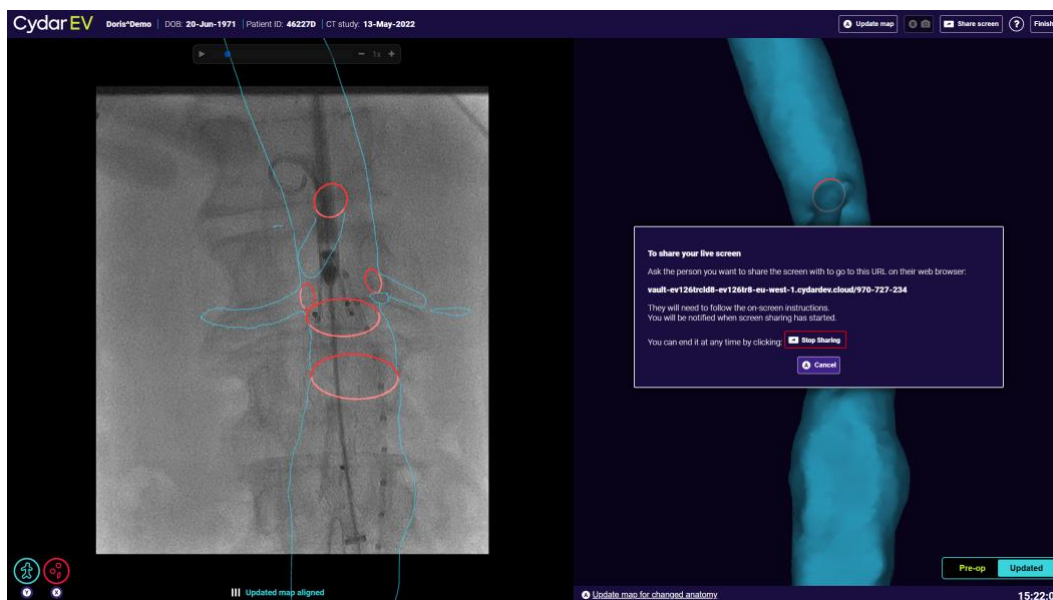 Cydar EV Doris^Demo | DOB: 20-Jun-1971 | Patient ID: 46227D | CT study: 13-May-2022
A Update map
Share screen
?
Finish
1x
To share your live screen
Ask the person you want to share the screen with to go to this URL on their web browser:
vault-ev126trcld8-ev126tr8-eu-west-1.cydardev.cloud/970-727-234
They will need to follow the on-screen instructions.
You will be notified when screen sharing has started.
You can end it at any time by clicking: Stop Sharing
A Cancel
Pre-op Updated
Y X
Updated map aligned
A Update map for changed anatomy